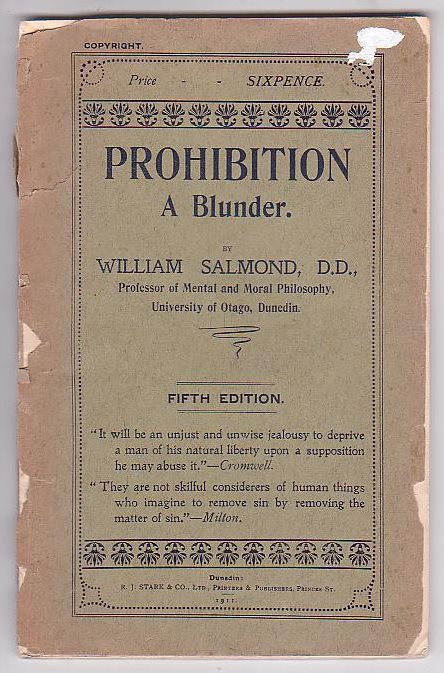 COPYRIGHT.
Price - - SIXPENCE.
PROHIBITION
A Blunder.
BY
WILLIAM SALMOND, D.D.,
Professor of Mental and Moral Philosophy,
University of Otago, Dunedin.
FIFTH EDITION.
"It will be an unjust and unwise jealousy to deprive
a man of his natural liberty upon a supposition
he may abuse it."—Cromwell.
"They are not skilful considerers of human things
who imagine to remove sin by removing the
matter of sin."—Milton.
Dunedin:
R. J. STARK & CO., LTD., PRINTERS & PUBLISHERS, PRINCES ST.
1911.